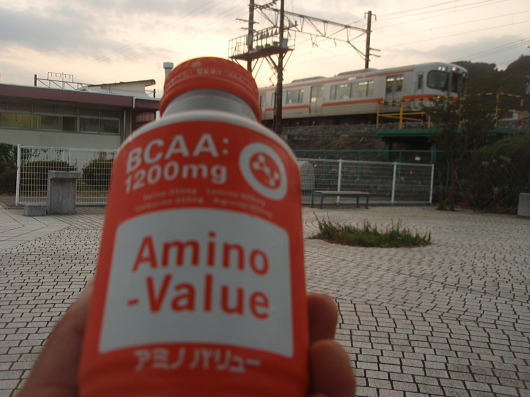 BCAA:
1200mg
Amino
-Value
アミノバリュー